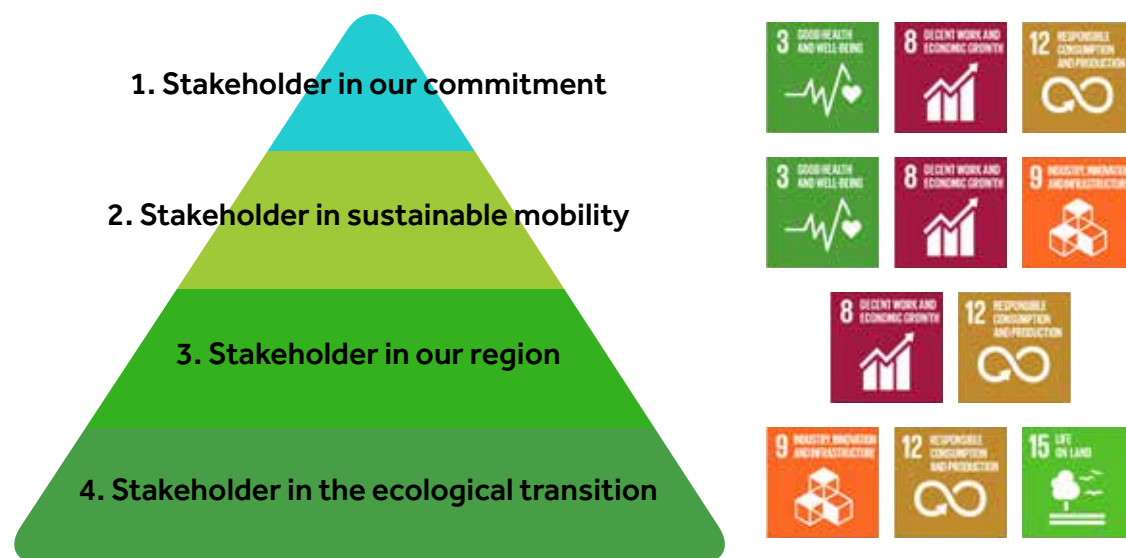 1. Stakeholder in our commitment
3 GOOD HEALTH
AND WELL-BEING
8 DECENT WORK AND
ECONOMIC GROWTH
12 RESPONSIBLE
CONSUMPTION
AND PRODUCTION
2. Stakeholder in sustainable mobility
3 GOOD HEALTH
AND WELL-BEING
8 DECENT WORK AND
ECONOMIC GROWTH
9 INDUSTRY, INNOVATION
AND INFRASTRUCTURE
3. Stakeholder in our region
8 DECENT WORK AND
ECONOMIC GROWTH
12 RESPONSIBLE
CONSUMPTION
AND PRODUCTION
4. Stakeholder in the ecological transition
9 INDUSTRY, INNOVATION
AND INFRASTRUCTURE
12 RESPONSIBLE
CONSUMPTION
AND PRODUCTION
15 LIFE
ON LAND